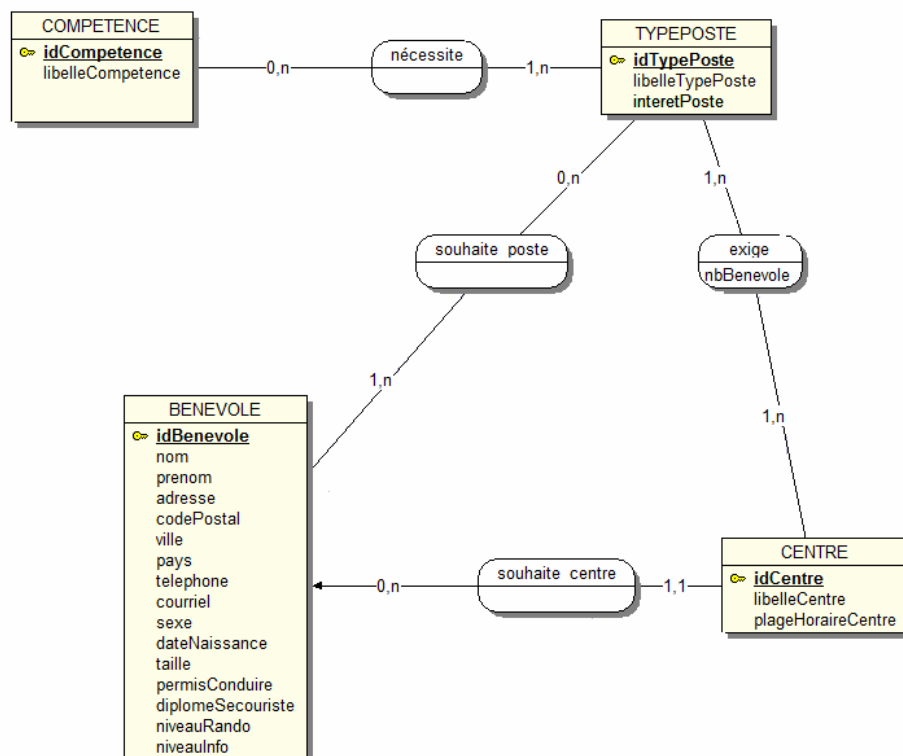 COMPETENCE
idCompetence
libelleCompetence
0,n
nécessite
1,n
TYPEPOSTE
idTypePoste
libelleTypePoste
interetPoste
0,n
1,n
souhaite poste
exige
nbBenevole
1,n
1,n
BENEVOLE
idBenevole
nom
prenom
adresse
codePostal
ville
pays
telephone
courriel
sexe
dateNaissance
taille
permisConduire
diplomeSecouriste
niveauRando
niveauInfo
0,n
souhaite centre
1,1
CENTRE
idCentre
libelleCentre
plageHoraireCentre